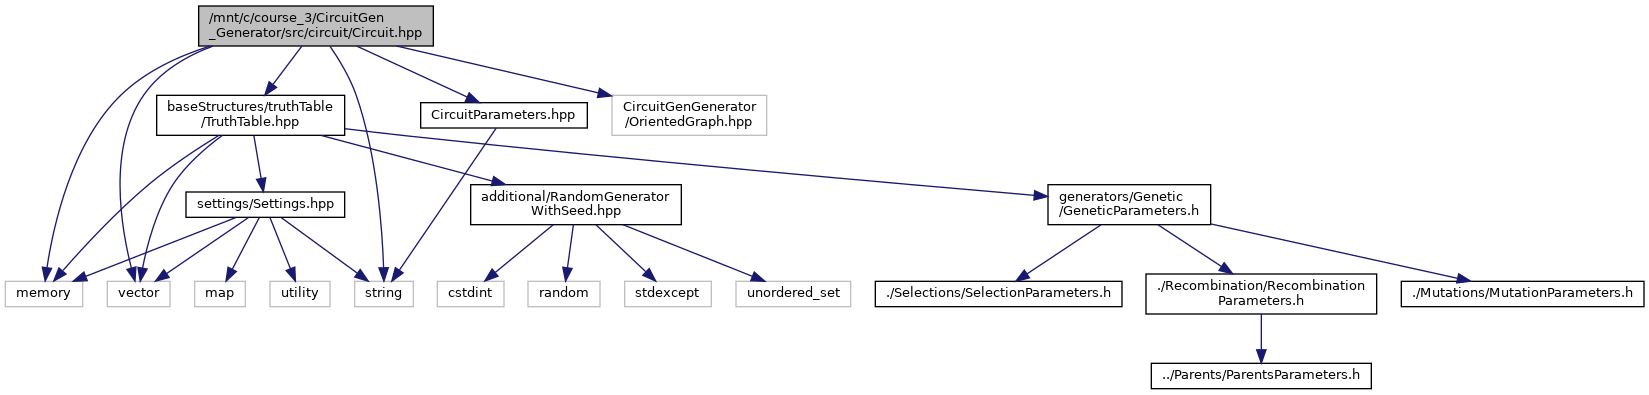 /mnt/c/course_3/CircuitGen
_Generator/src/circuit/Circuit.hpp
baseStructures/truthTable
/TruthTable.hpp
CircuitParameters.hpp
CircuitGenGenerator
/OrientedGraph.hpp
settings/Settings.hpp
additional/RandomGenerator
WithSeed.hpp
generators/Genetic
/GeneticParameters.h
memory
vector
map
utility
string
cstdint
random
stdexcept
unordered_set
./Selections/SelectionParameters.h
./Recombination/Recombination
Parameters.h
./Mutations/MutationParameters.h
../Parents/ParentsParameters.h